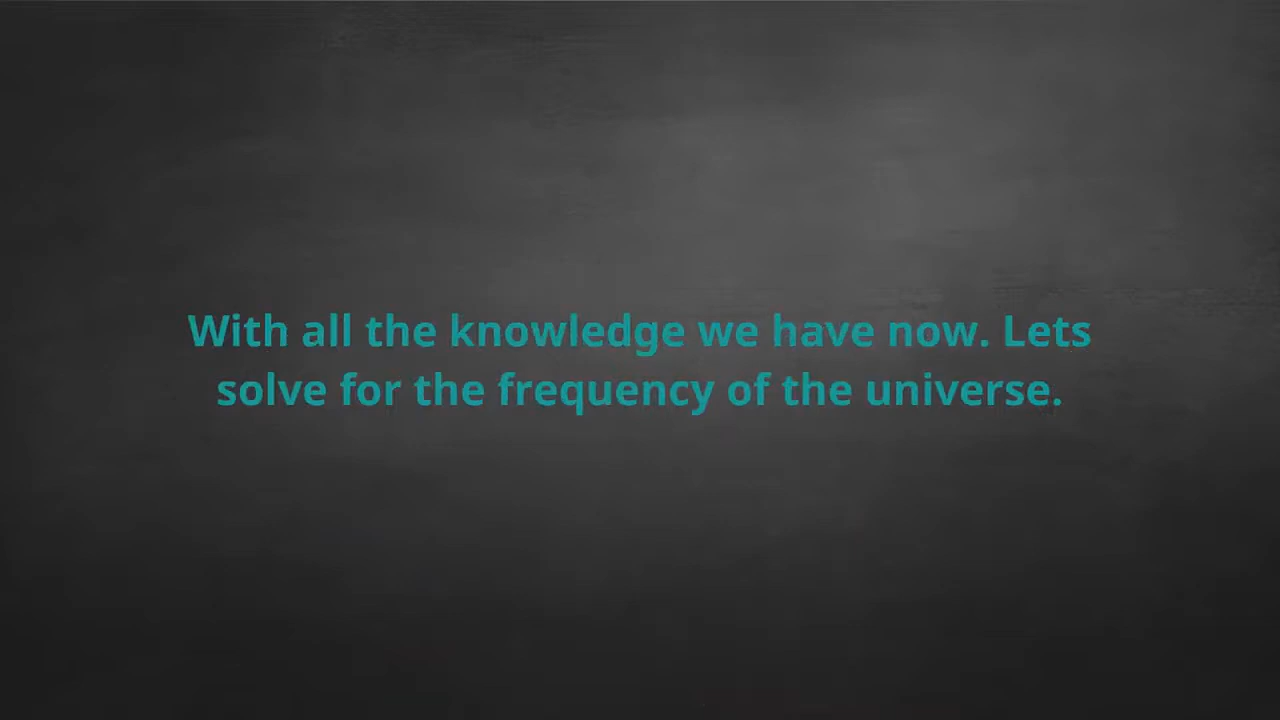 With all the knowledge we have now. Lets
solve for the frequency of the universe.